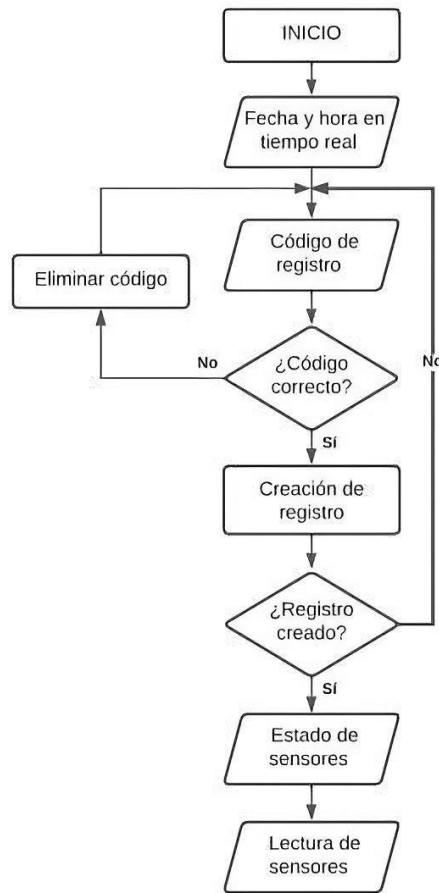 INICIO
Fecha y hora en
tiempo real
Código de
registro
Eliminar código
No
¿Código
correcto?
No
Sí
Creación de
registro
¿Registro
creado?
Sí
Estado de
sensores
Lectura de
sensores